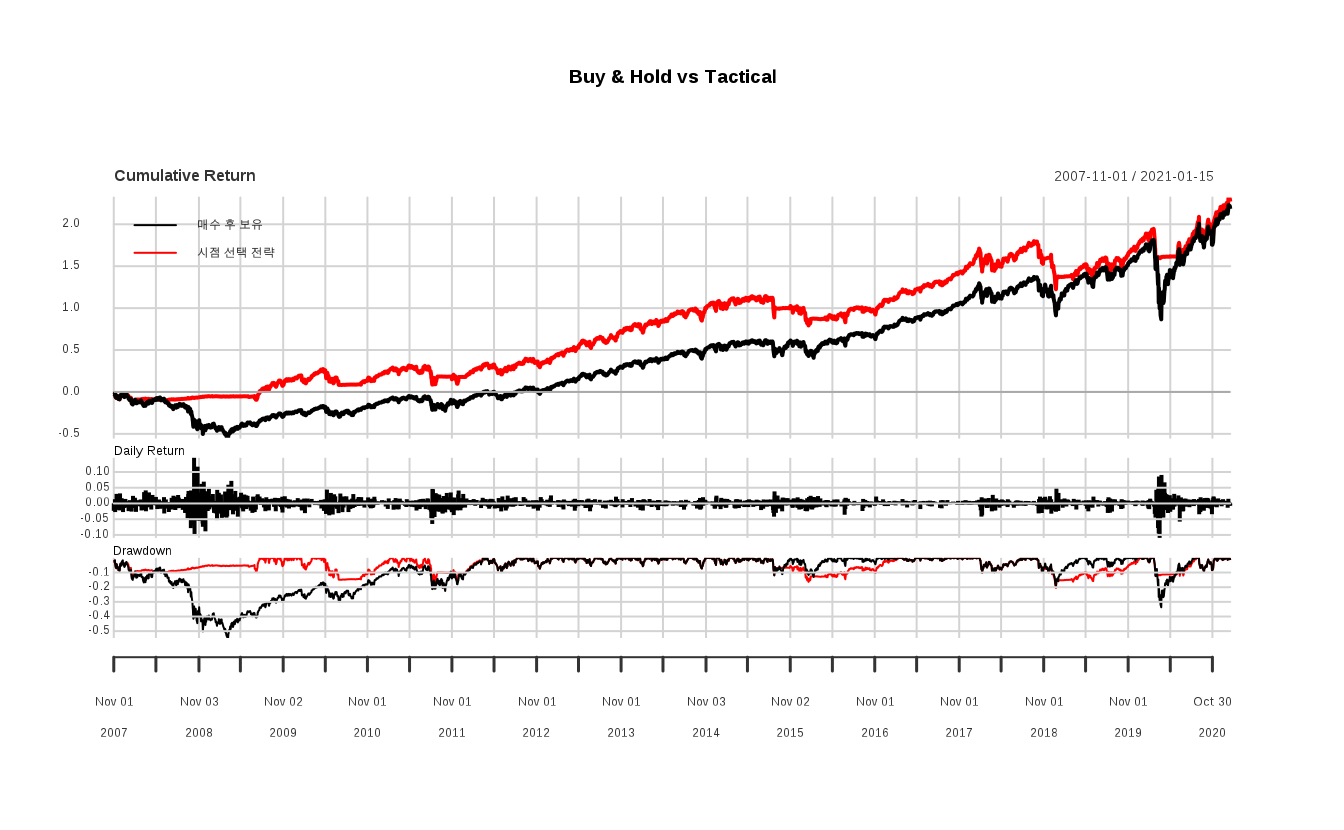 Buy & Hold vs Tactical
Cumulative Return 2007-11-01 / 2021-01-15
매수 후 보유
시점 선택 전략
2.0
1.5
1.0
0.5
0.0
-0.5
Daily Return
0.10
0.05
0.00
-0.05
-0.10
Drawdown
-0.1
-0.2
-0.3
-0.4
-0.5
Nov 01 Nov 03 Nov 02 Nov 01 Nov 01 Nov 01 Nov 01 Nov 03 Nov 02 Nov 01 Nov 01 Nov 01 Nov 01 Oct 30
2007 2008 2009 2010 2011 2012 2013 2014 2015 2016 2017 2018 2019 2020